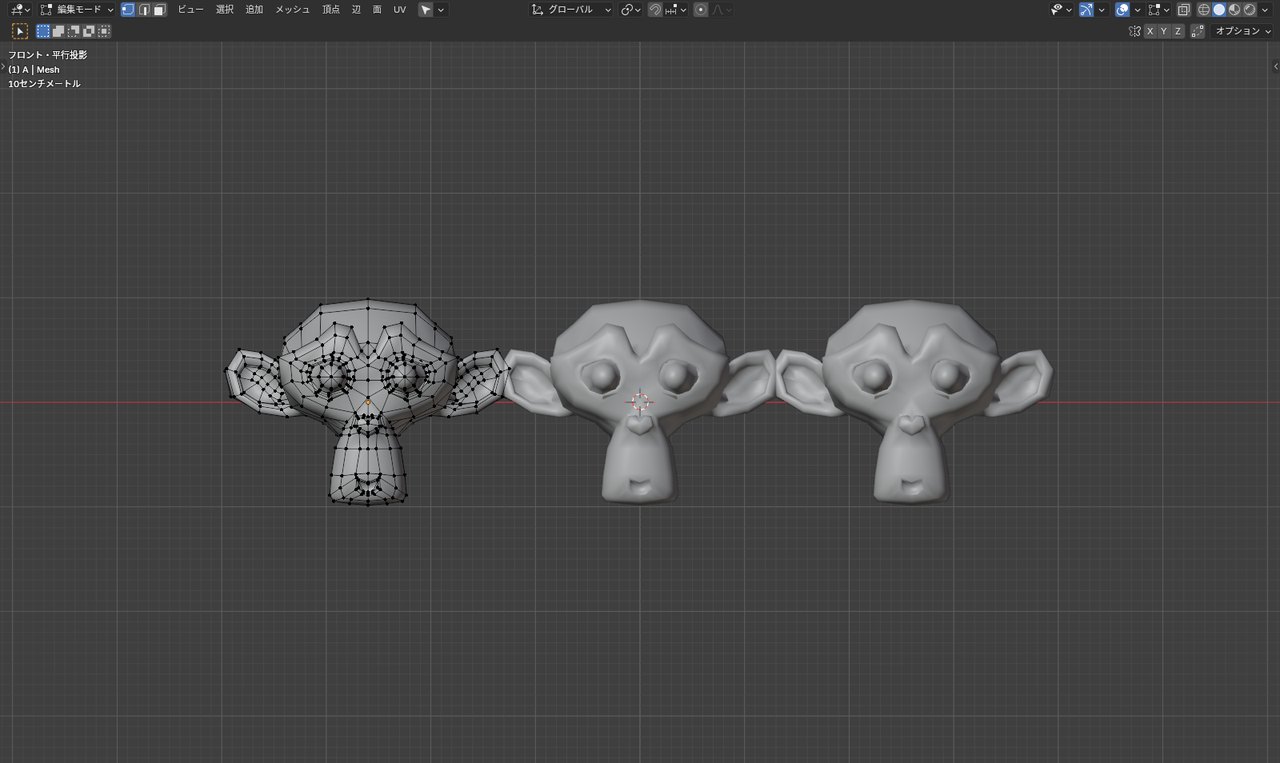 編集モード ビュー 選択 追加 メッシュ 頂点 辺 面 UV グローバル
X Y Z オプション
フロント・平行投影
(1) A | Mesh
10センチメートル